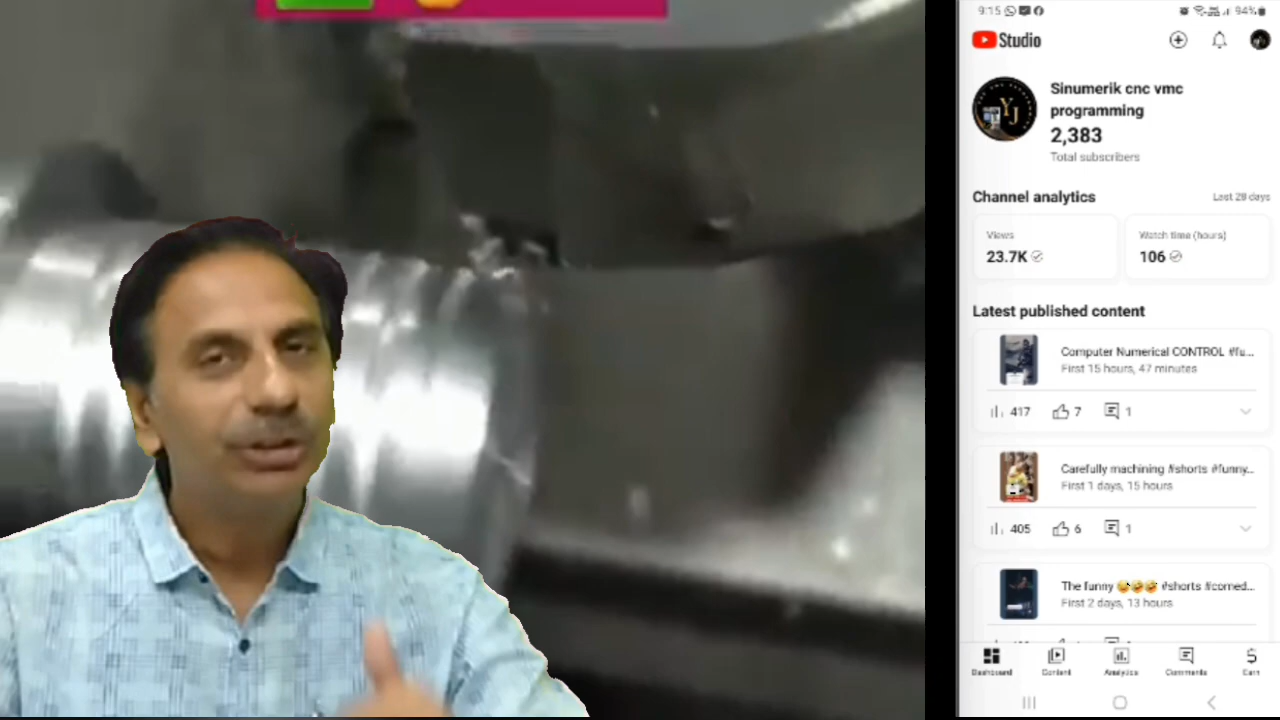 9:15
94%
Studio
Sinumerik cnc vmc
programming
2,383
Total subscribers
YJ
Channel analytics
Last 28 days
Views
23.7K
Watch time (hours)
106
Latest published content
Computer Numerical CONTROL #fu...
First 15 hours, 47 minutes
417
7
1
Carefully machining #shorts #funny...
First 1 days, 15 hours
405
6
1
The funny 😂🤣🤣 #shorts #comed...
First 2 days, 13 hours
Dashboard
Content
Analytics
Comments
Earn